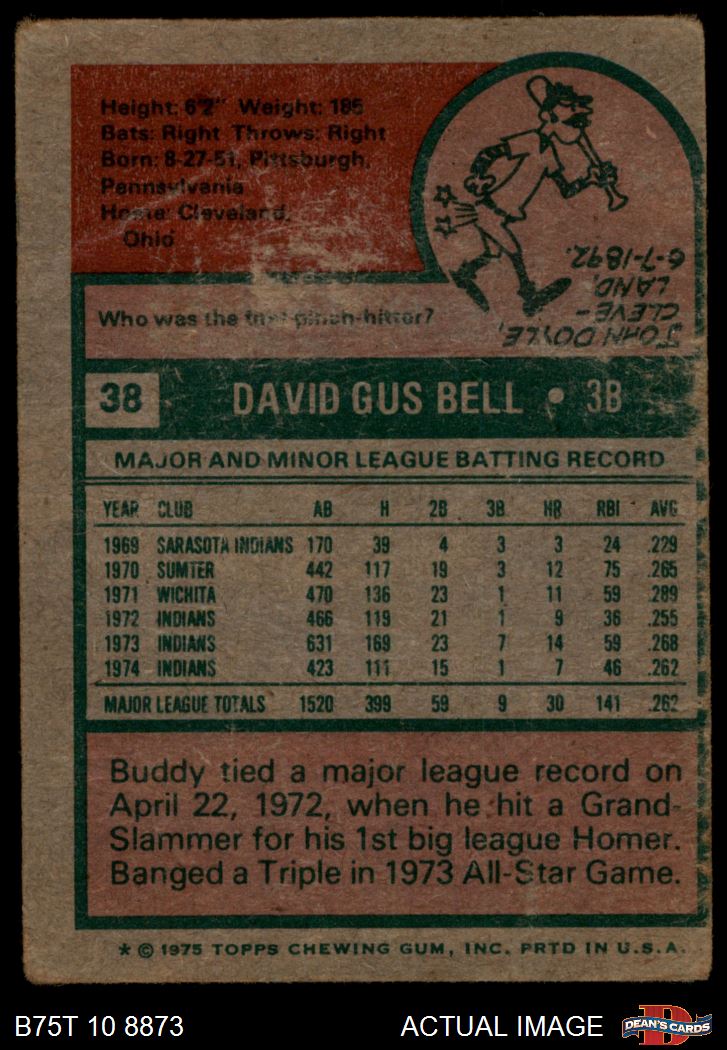 Height: 6'2" Weight: 185
Bats: Right Throws: Right
Born: 8-27-51, Pittsburgh,
Pennsylvania
Home: Cleveland,
Ohio
Who was the first pinch-hitter?
JOHN DOYLE,
CLEVE-
LAND,
6-7-1892.
38 DAVID GUS BELL • 3B
MAJOR AND MINOR LEAGUE BATTING RECORD
YEAR CLUB AB H 2B 3B HR RBI AVG
1969 SARASOTA INDIANS 170 39 4 3 3 24 .229
1970 SUMTER 442 117 19 3 12 75 .265
1971 WICHITA 470 136 23 1 11 59 .289
1972 INDIANS 466 119 21 1 9 36 .255
1973 INDIANS 631 169 23 7 14 59 .268
1974 INDIANS 423 111 15 1 7 46 .262
MAJOR LEAGUE TOTALS 1520 399 59 9 30 141 .262
Buddy tied a major league record on
April 22, 1972, when he hit a Grand-
Slammer for his 1st big league Homer.
Banged a Triple in 1973 All-Star Game.
* © 1975 TOPPS CHEWING GUM, INC. PRTD IN U.S.A.
B75T 10 8873 ACTUAL IMAGE
D
DEAN'S CARDS